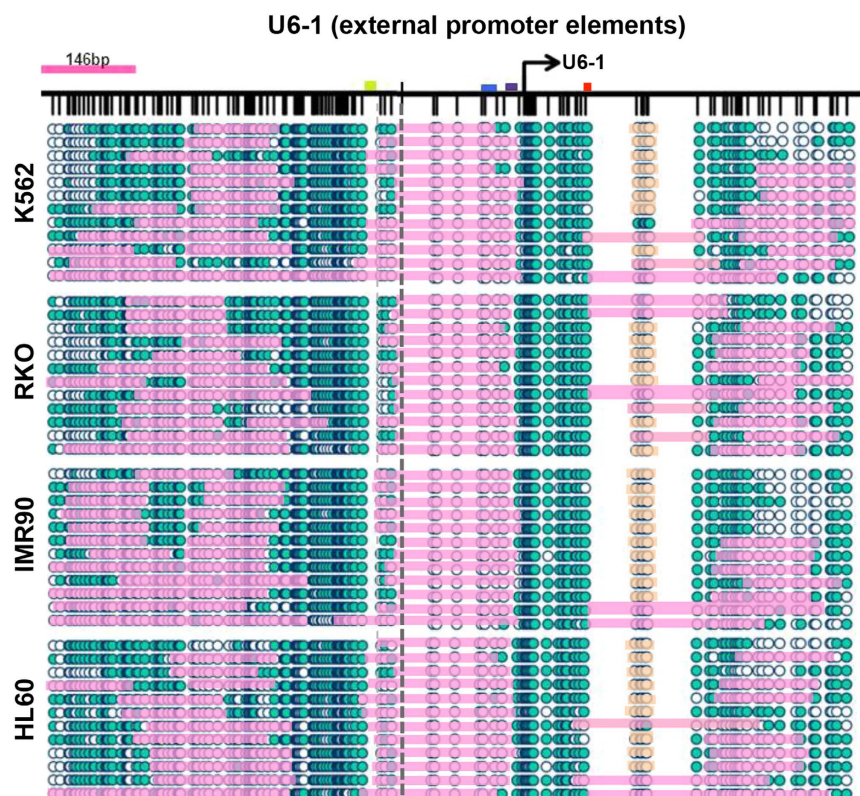 U6-1 (external promoter elements)
146bp
U6-1
K562
RKO
IMR90
HL60